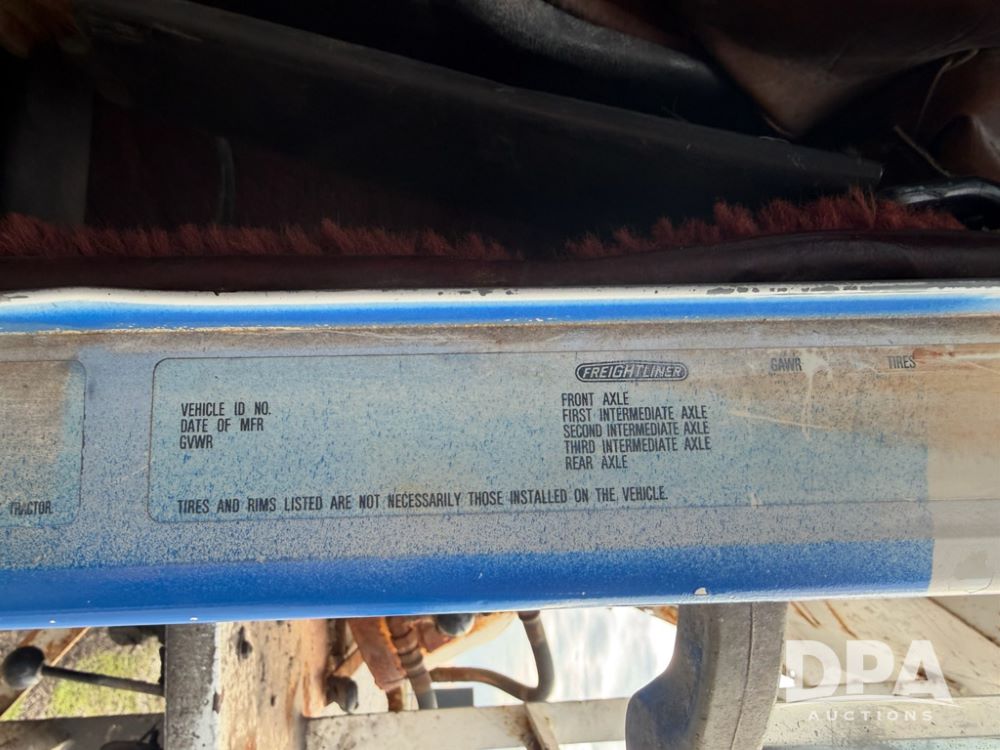 FREIGHTLINER
GAWR
TIRES
VEHICLE ID NO.
DATE OF MFR
GVWR
FRONT AXLE
FIRST INTERMEDIATE AXLE
SECOND INTERMEDIATE AXLE
THIRD INTERMEDIATE AXLE
REAR AXLE
TIRES AND RIMS LISTED ARE NOT NECESSARILY THOSE INSTALLED ON THE VEHICLE.
TRACTOR
DPA
AUCTIONS